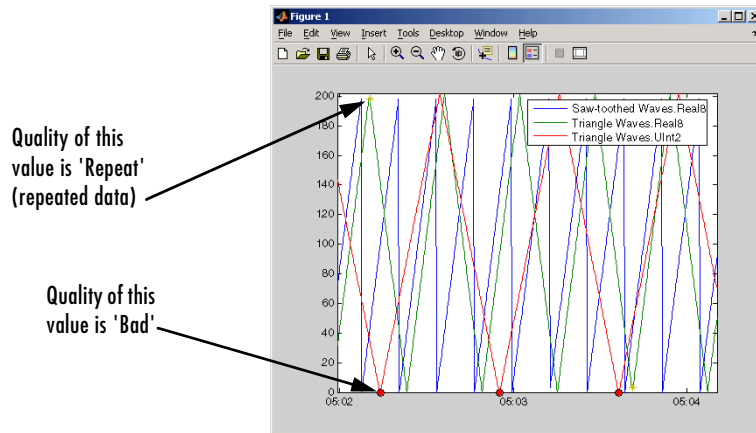 Figure 1
File Edit View Insert Tools Desktop Window Help
Quality of this
value is 'Repeat'
(repeated data)
Quality of this
value is 'Bad'
200
180
160
140
120
100
80
60
40
20
0
05:02
05:03
05:04
Saw-toothed Waves.Real8
Triangle Waves.Real8
Triangle Waves.UInt2